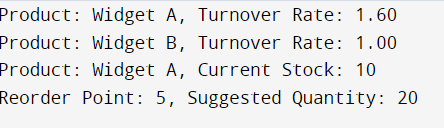 Product: Widget A, Turnover Rate: 1.60
Product: Widget B, Turnover Rate: 1.00
Product: Widget A, Current Stock: 10
Reorder Point: 5, Suggested Quantity: 20